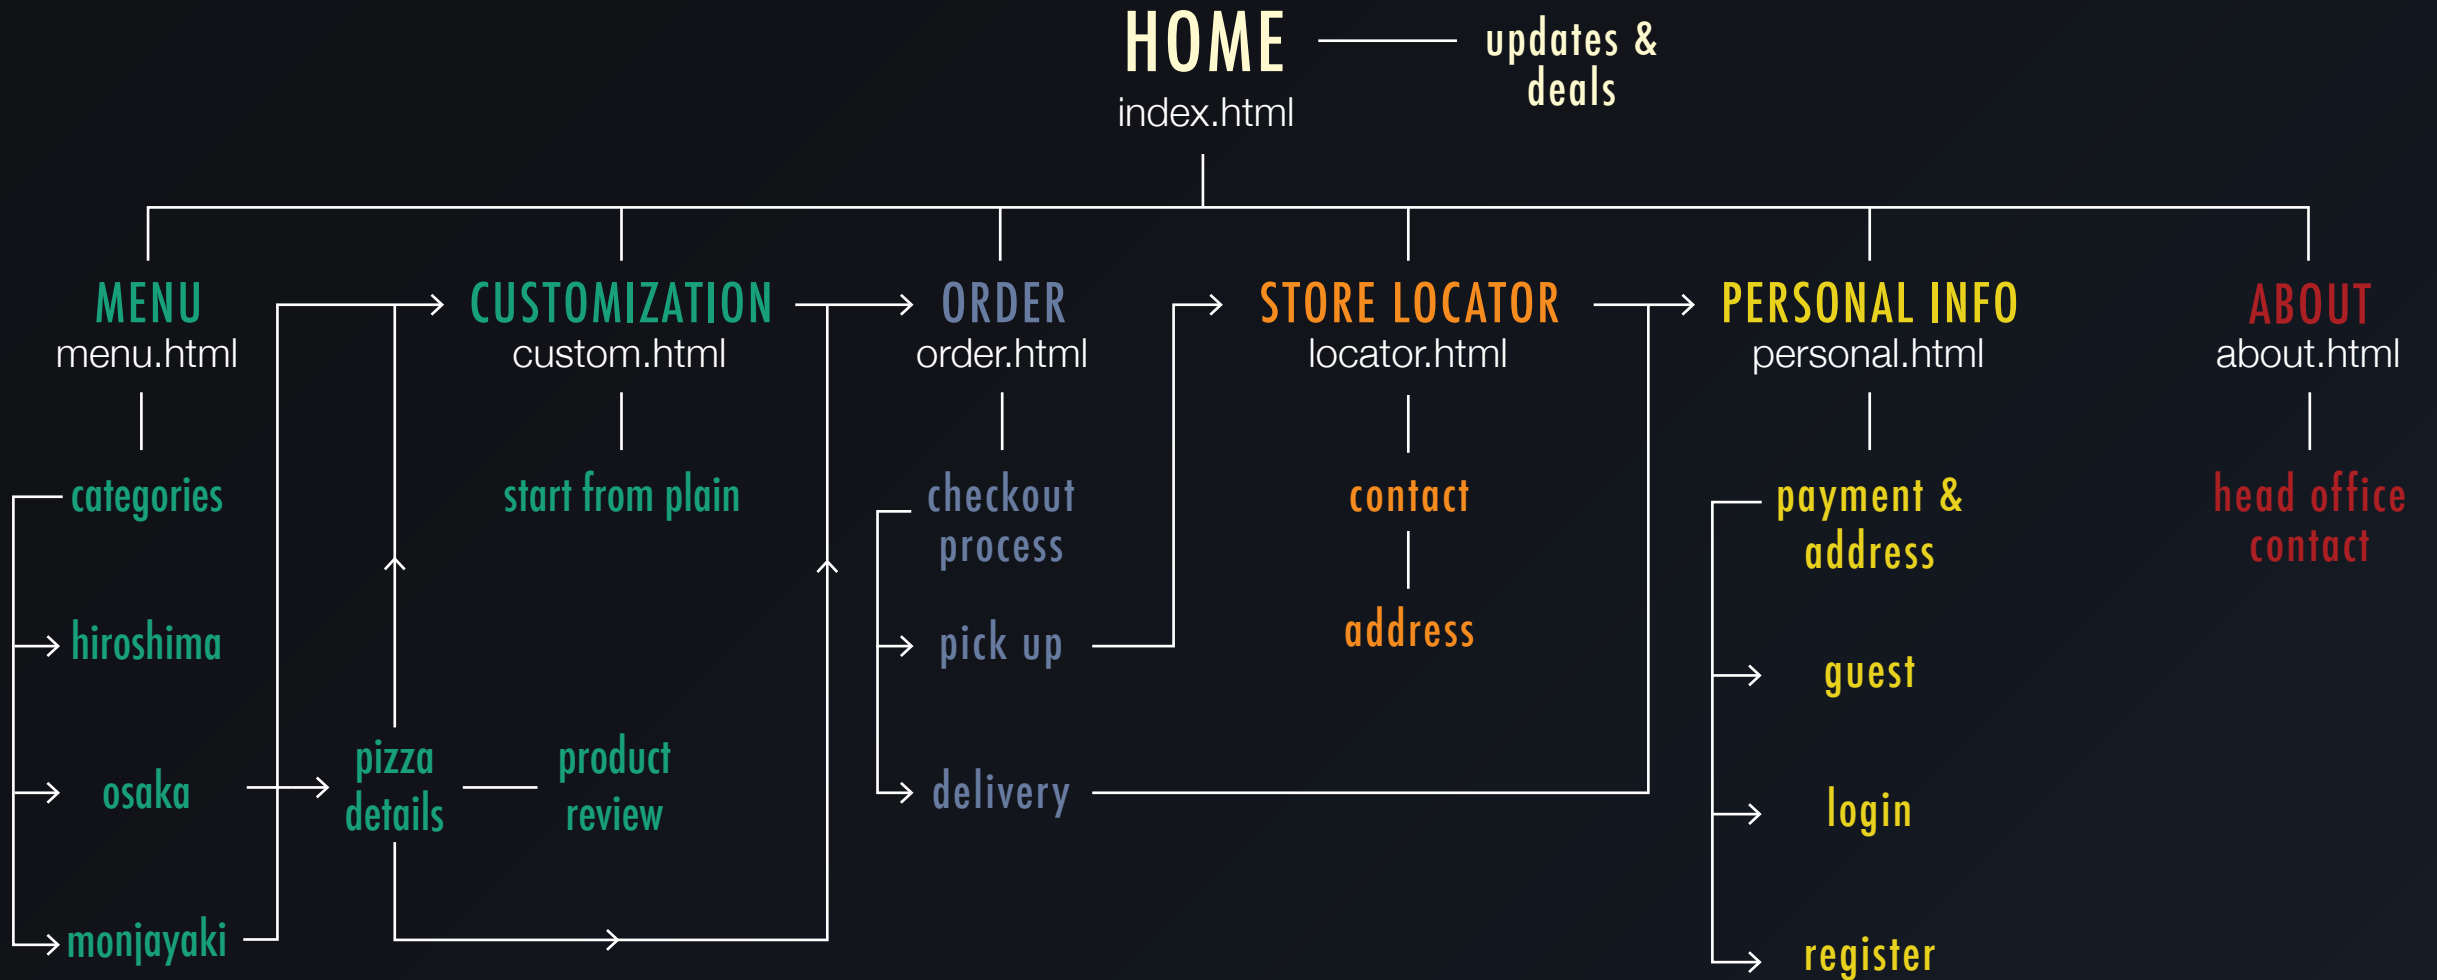 HOME
updates &
deals
index.html
MENU
menu.html
categories
hiroshima
osaka
monjayaki
pizza
details
product
review
CUSTOMIZATION
custom.html
start from plain
ORDER
order.html
checkout
process
pick up
delivery
STORE LOCATOR
locator.html
contact
address
PERSONAL INFO
personal.html
payment &
address
guest
login
register
ABOUT
about.html
head office
contact